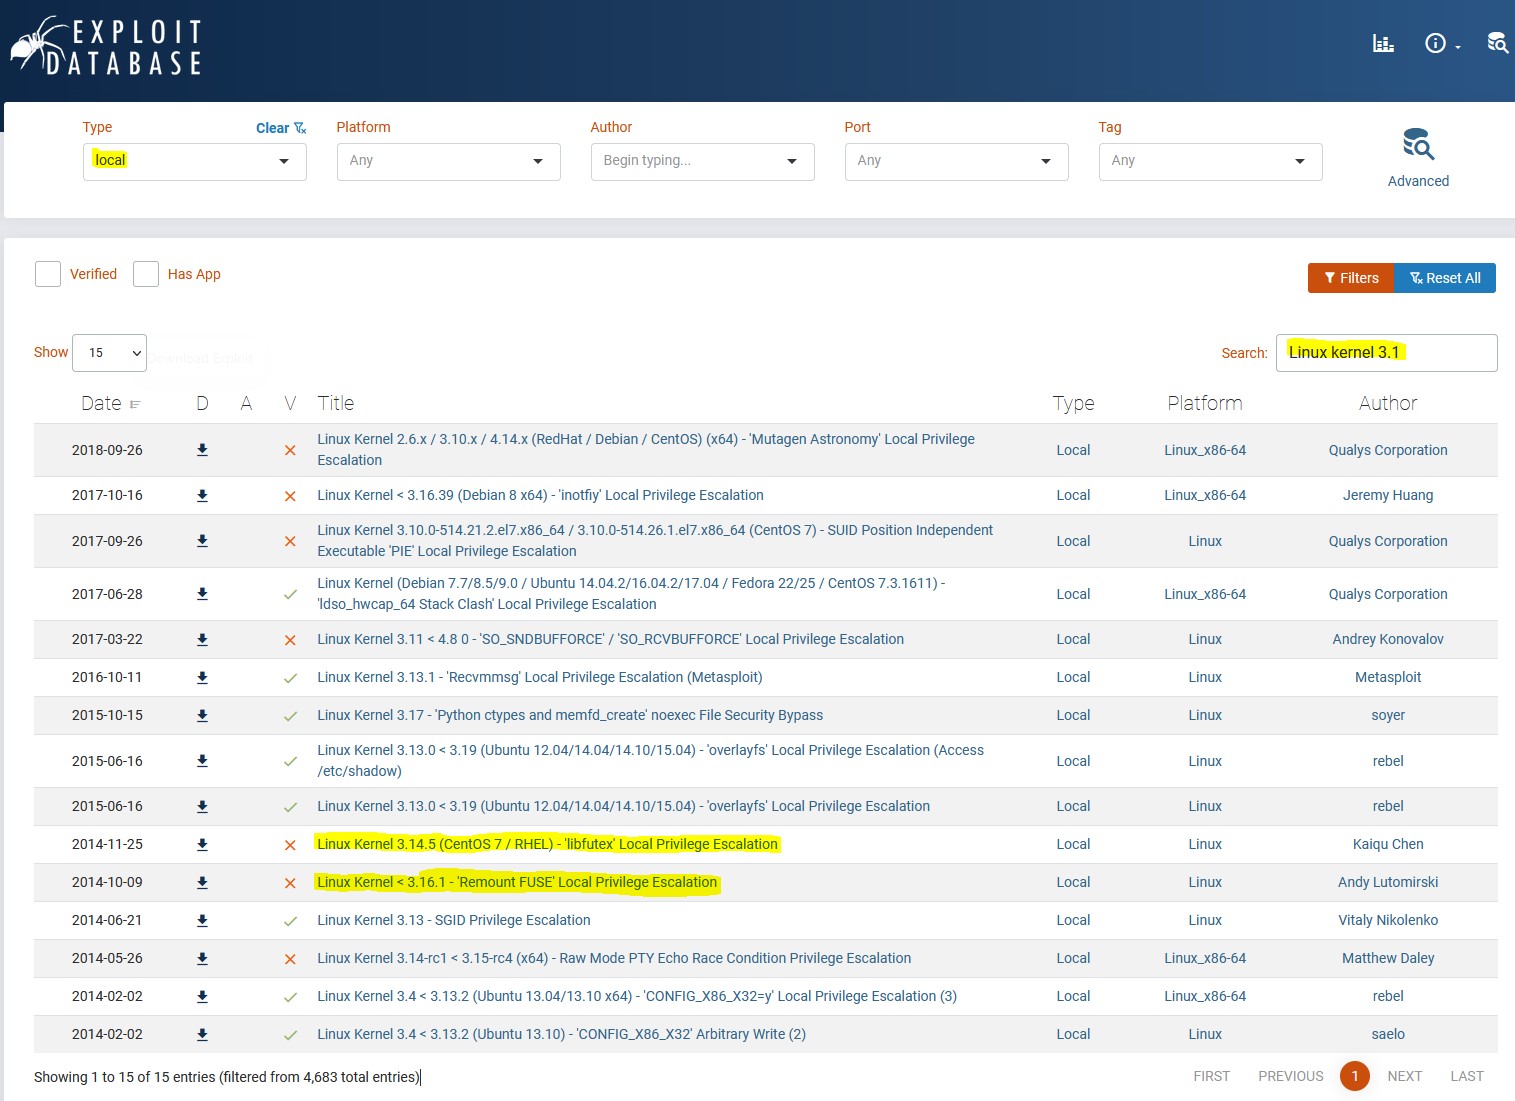 EXPLOIT
DATABASE
Type Clear Platform Author Port Tag
local Any Begin typing... Any Any
Advanced
Verified Has App Filters Reset All
Show 15 Download Exploit Search: Linux kernel 3.1
Date D A V Title Type Platform Author
2018-09-26 Linux Kernel 2.6.x / 3.10.x / 4.14.x (RedHat / Debian / CentOS) (x64) - 'Mutagen Astronomy' Local Privilege
Escalation Local Linux_x86-64 Qualys Corporation
2017-10-16 Linux Kernel < 3.16.39 (Debian 8 x64) - 'inotfiy' Local Privilege Escalation Local Linux_x86-64 Jeremy Huang
2017-09-26 Linux Kernel 3.10.0-514.21.2.el7.x86_64 / 3.10.0-514.26.1.el7.x86_64 (CentOS 7) - SUID Position Independent
Executable 'PIE' Local Privilege Escalation Local Linux Qualys Corporation
2017-06-28 Linux Kernel (Debian 7.7/8.5/9.0 / Ubuntu 14.04.2/16.04.2/17.04 / Fedora 22/25 / CentOS 7.3.1611) -
'ldso_hwcap_64 Stack Clash' Local Privilege Escalation Local Linux_x86-64 Qualys Corporation
2017-03-22 Linux Kernel 3.11 < 4.8 0 - 'SO_SNDBUFFORCE' / 'SO_RCVBUFFORCE' Local Privilege Escalation Local Linux Andrey Konovalov
2016-10-11 Linux Kernel 3.13.1 - 'Recvmmsg' Local Privilege Escalation (Metasploit) Local Linux Metasploit
2015-10-15 Linux Kernel 3.17 - 'Python ctypes and memfd_create' noexec File Security Bypass Local Linux soyer
2015-06-16 Linux Kernel 3.13.0 < 3.19 (Ubuntu 12.04/14.04/14.10/15.04) - 'overlayfs' Local Privilege Escalation (Access
/etc/shadow) Local Linux rebel
2015-06-16 Linux Kernel 3.13.0 < 3.19 (Ubuntu 12.04/14.04/14.10/15.04) - 'overlayfs' Local Privilege Escalation Local Linux rebel
2014-11-25 Linux Kernel 3.14.5 (CentOS 7 / RHEL) - 'libfutex' Local Privilege Escalation Local Linux Kaiqu Chen
2014-10-09 Linux Kernel < 3.16.1 - 'Remount FUSE' Local Privilege Escalation Local Linux Andy Lutomirski
2014-06-21 Linux Kernel 3.13 - SGID Privilege Escalation Local Linux Vitaly Nikolenko
2014-05-26 Linux Kernel 3.14-rc1 < 3.15-rc4 (x64) - Raw Mode PTY Echo Race Condition Privilege Escalation Local Linux_x86-64 Matthew Daley
2014-02-02 Linux Kernel 3.4 < 3.13.2 (Ubuntu 13.04/13.10 x64) - 'CONFIG_X86_X32=y' Local Privilege Escalation (3) Local Linux_x86-64 rebel
2014-02-02 Linux Kernel 3.4 < 3.13.2 (Ubuntu 13.10) - 'CONFIG_X86_X32' Arbitrary Write (2) Local Linux saelo
Showing 1 to 15 of 15 entries (filtered from 4,683 total entries) FIRST PREVIOUS 1 NEXT LAST